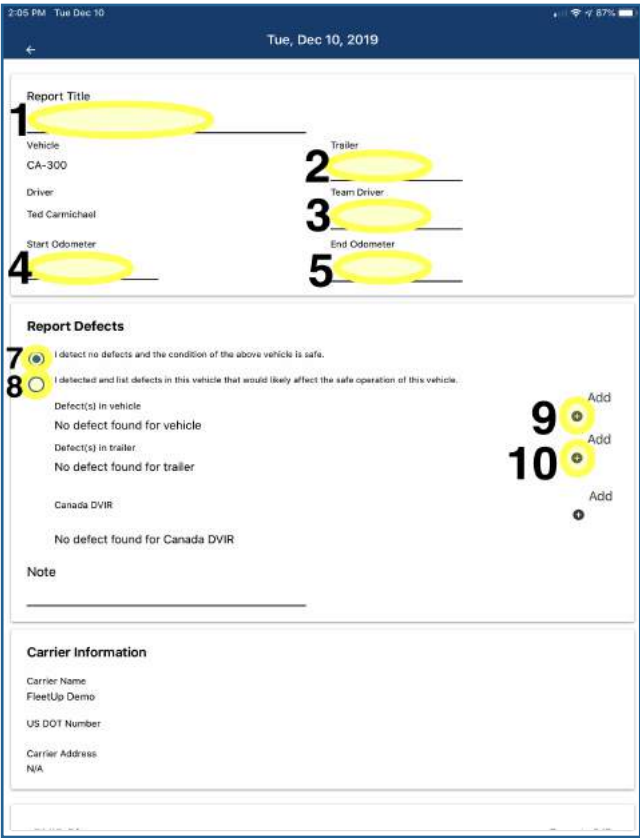 2:05 PM Tue Dec 10 87%
Tue, Dec 10, 2019
Report Title
1
Vehicle Trailer
CA-300 2
Driver Team Driver
Ted Carmichael 3
Start Odometer End Odometer
4 5
Report Defects
7 I detect no defects and the condition of the above vehicle is safe.
8 I detected and list defects in this vehicle that would likely affect the safe operation of this vehicle.
Defect(s) in vehicle Add
No defect found for vehicle 9
Defect(s) in trailer Add
No defect found for trailer 10
Canada DVIR Add
No defect found for Canada DVIR
Note
Carrier Information
Carrier Name
FleetUp Demo
US DOT Number
Carrier Address
N/A